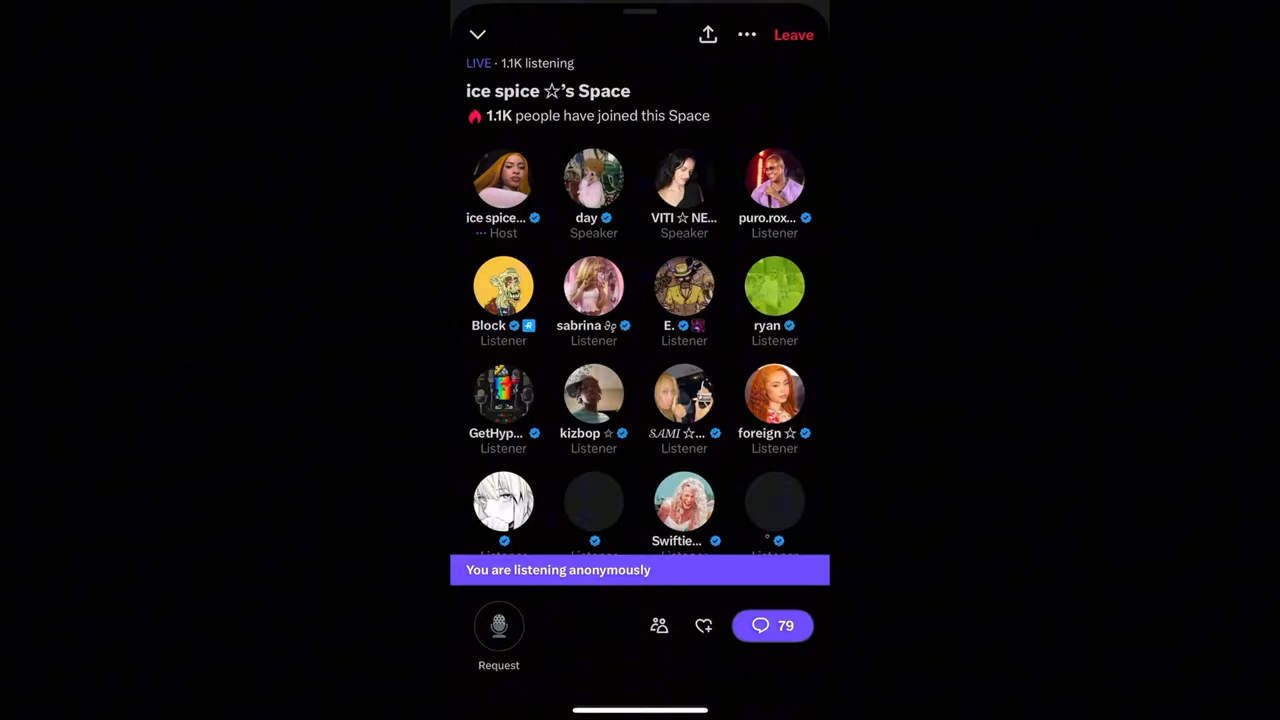 Leave
LIVE · 1.1K listening
ice spice ☆'s Space
1.1K people have joined this Space
ice spice... day VITI ☆ NE... puro.rox...
··· Host Speaker Speaker Listener
Block sabrina E. ryan
Listener Listener Listener Listener
GetHyp... kizbop ☆ 𝑆𝐴𝑀𝐼 ☆... foreign ☆
Listener Listener Listener Listener
Swiftie...
You are listening anonymously
79
Request